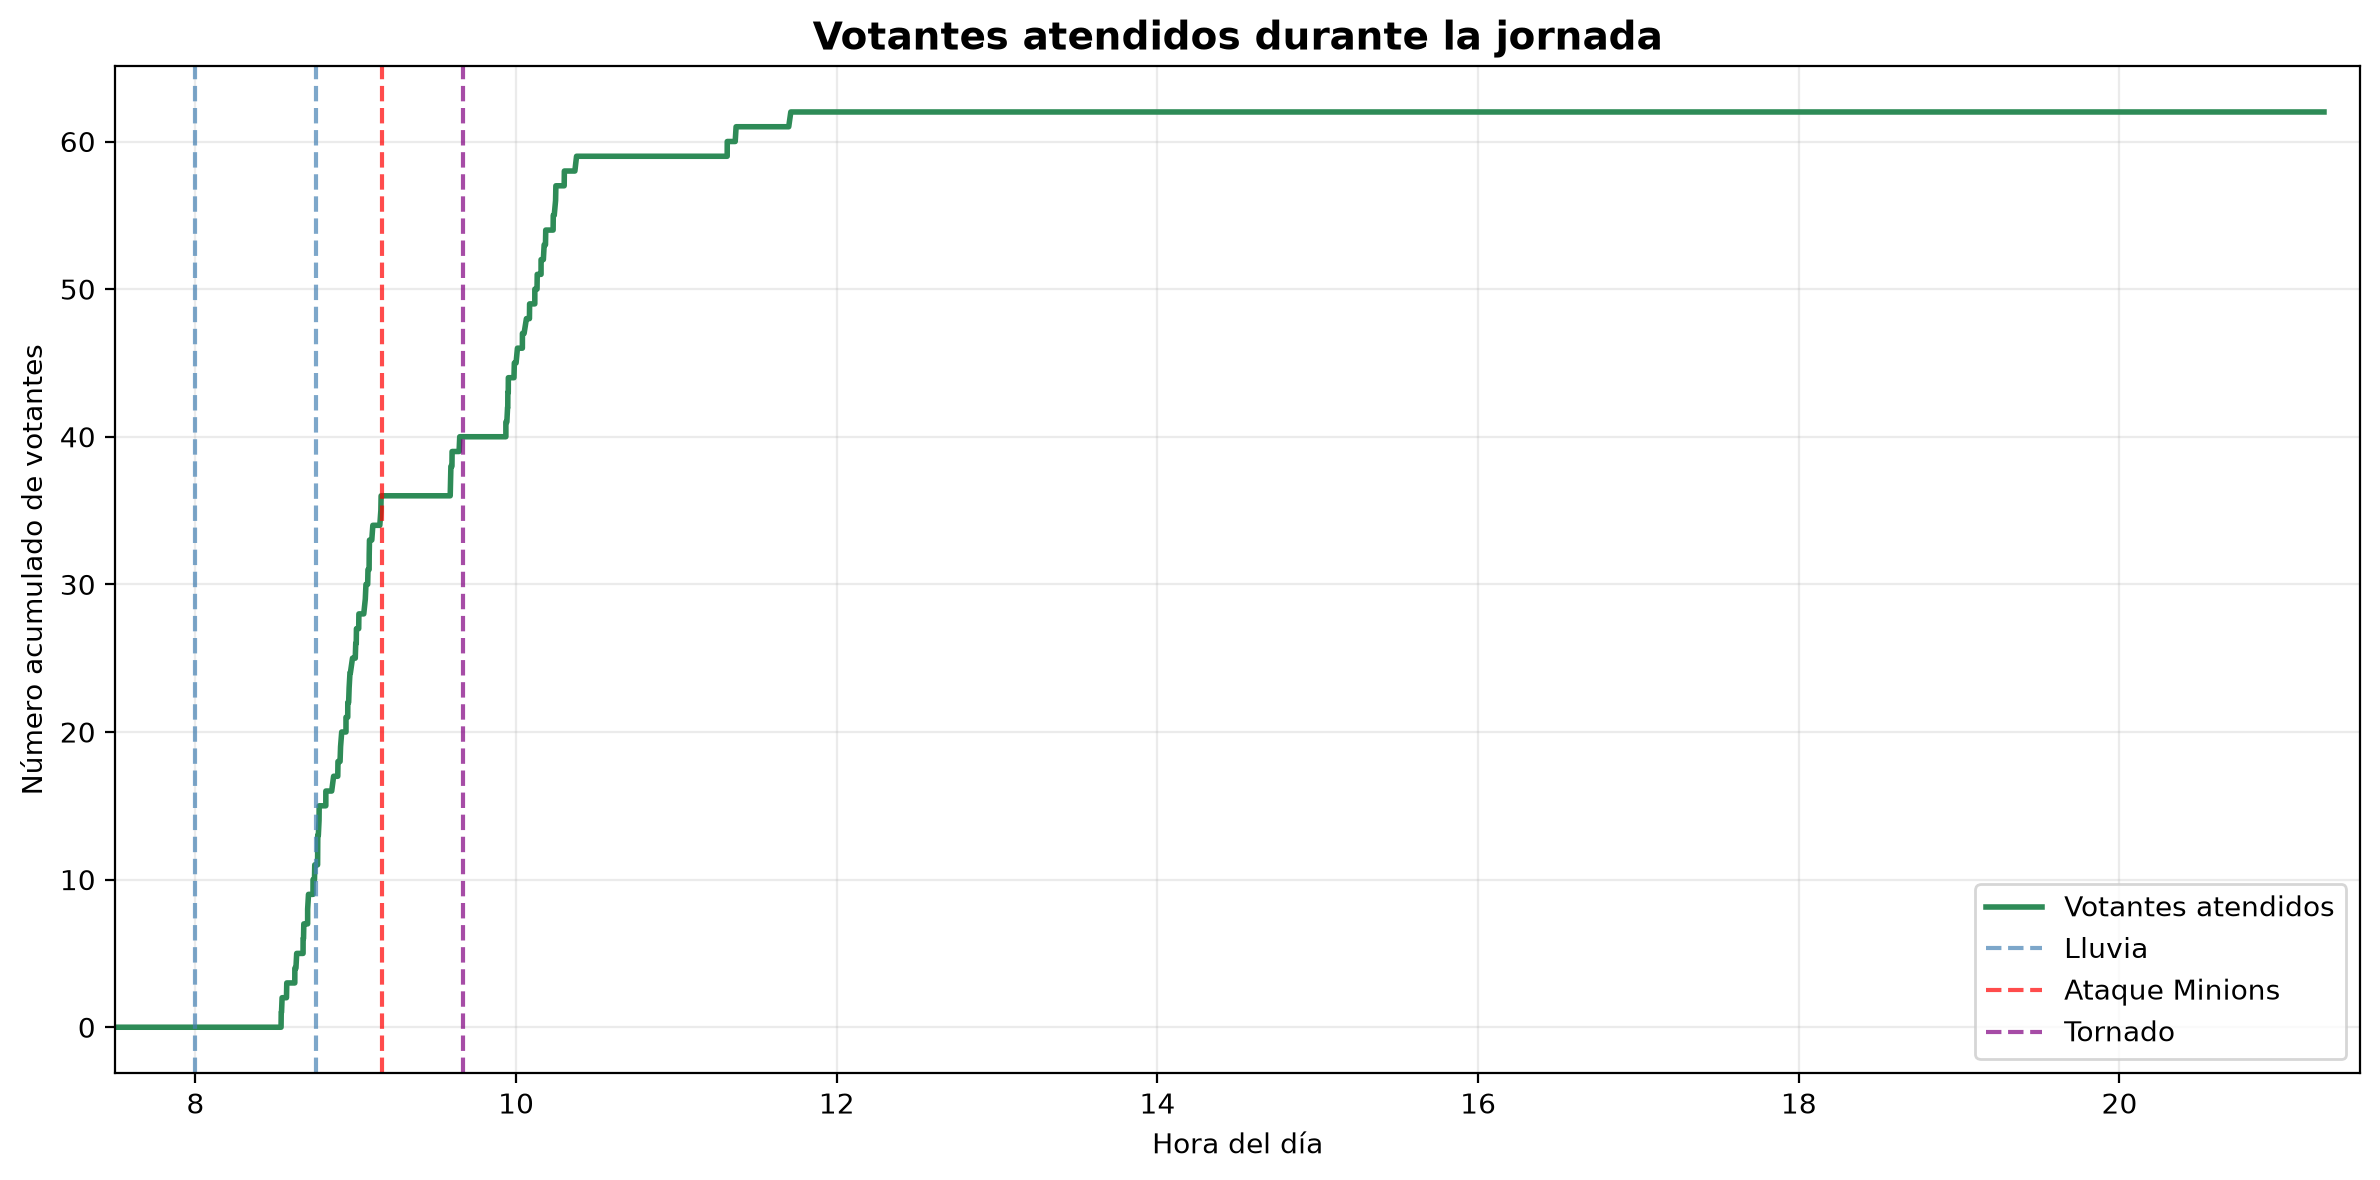 Votantes atendidos durante la jornada
Número acumulado de votantes
60
50
40
30
20
10
0
8 10 12 14 16 18 20
Hora del día
Votantes atendidos
Lluvia
Ataque Minions
Tornado